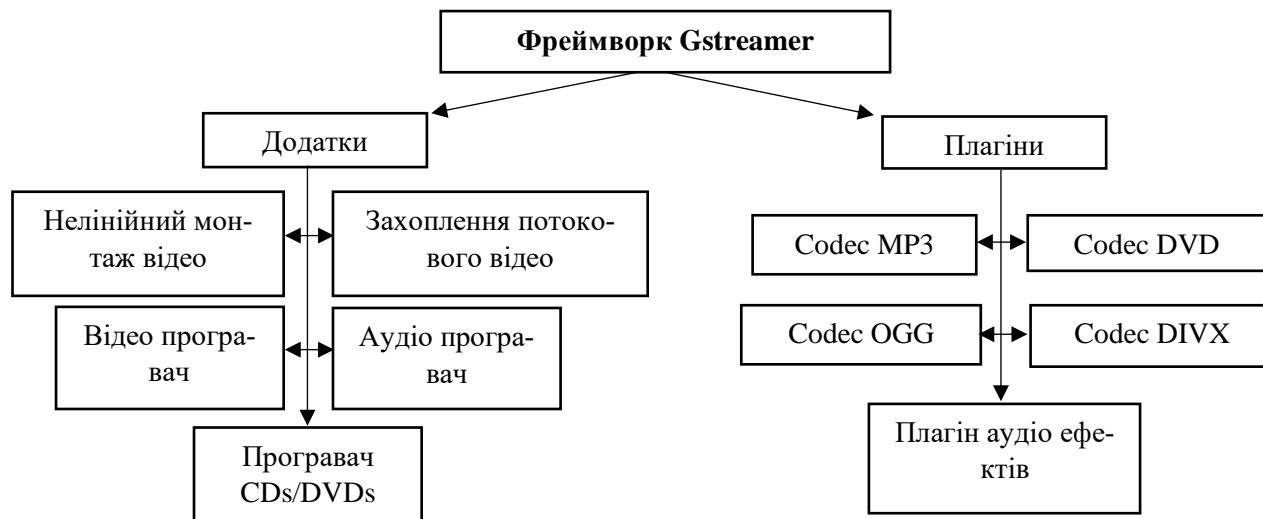 Фреймворк Gstreamer
Додатки
Плагіни
Нелінійний мон-
таж відео
Захоплення потоко-
вого відео
Codec MP3
Codec DVD
Відео програ-
вач
Аудіо програ-
вач
Codec OGG
Codec DIVX
Програвач
CDs/DVDs
Плагін аудіо ефе-
ктів